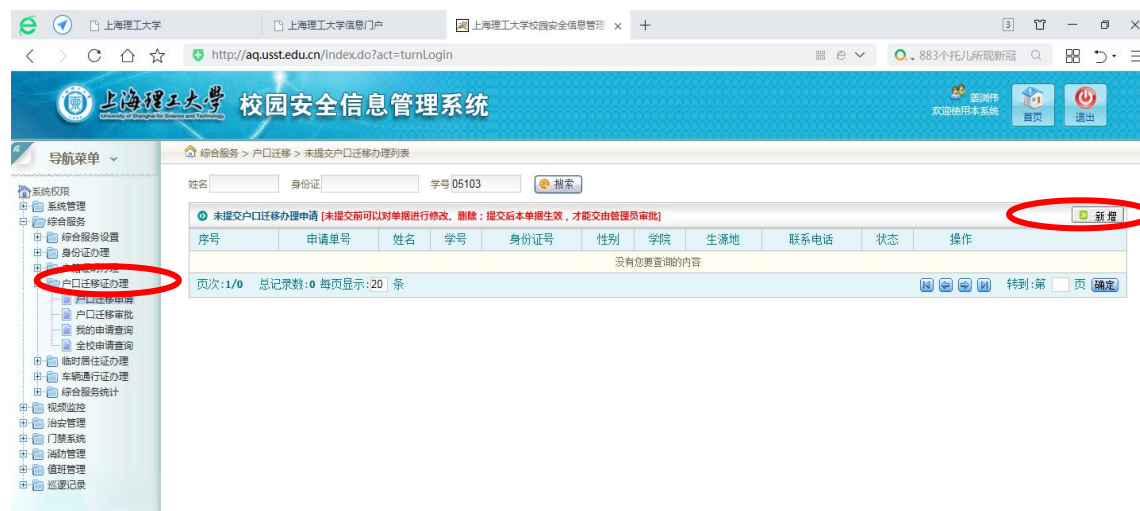 上海理工大学
上海理工大学信息门户
上海理工大学校园安全信息管理
3
http://aq.usst.edu.cn/index.do?act=turnLogin
883个托儿所现新冠
上海理工大学 校园安全信息管理系统
University of Shanghai for Science and Technology
欢迎使用本系统
首页
退出
导航菜单
综合服务 > 户口迁移 > 未提交户口迁移办理列表
姓名 身份证 学号 05103 搜索
未提交户口迁移办理申请 [未提交前可以对单据进行修改、删除；提交后本单据生效，才能交由管理员审批]
新 增
序号 申请单号 姓名 学号 身份证号 性别 学院 生源地 联系电话 状态 操作
没有您要查询的内容
页次:1/0 总记录数:0 每页显示:20 条
转到:第 页 确定
系统权限
系统管理
综合服务
综合服务设置
身份证办理
户口迁移证办理
户口迁移申请
户口迁移审批
我的申请查询
全校申请查询
临时居住证办理
车辆通行证办理
综合服务统计
视频监控
治安管理
门禁系统
消防管理
值班管理
巡逻记录